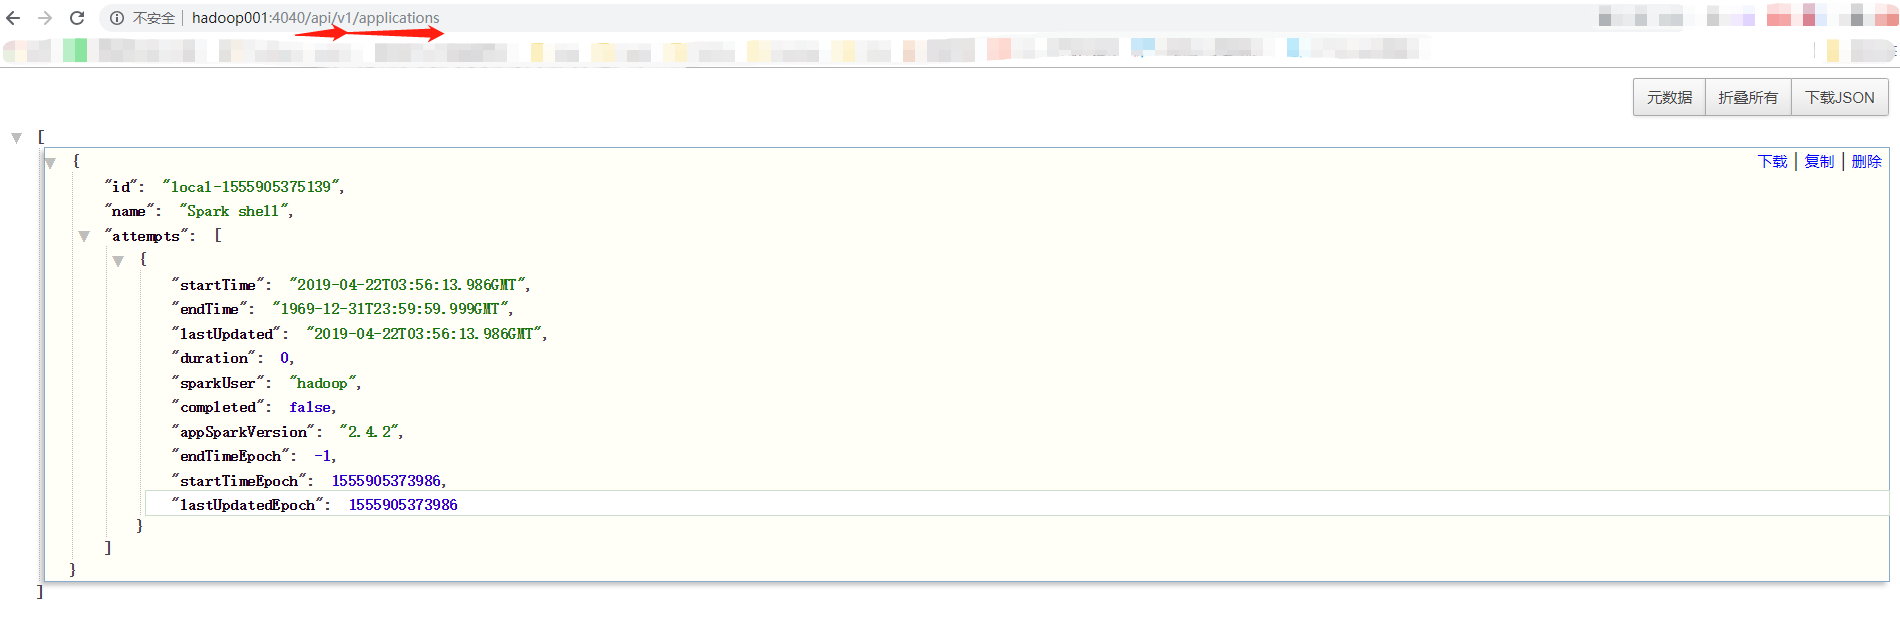 不安全 hadoop001:4040/api/v1/applications
元数据 折叠所有 下载JSON
[
{
下载 | 复制 | 删除
"id": "local-1555905375139",
"name": "Spark shell",
"attempts": [
{
"startTime": "2019-04-22T03:56:13.986GMT",
"endTime": "1969-12-31T23:59:59.999GMT",
"lastUpdated": "2019-04-22T03:56:13.986GMT",
"duration": 0,
"sparkUser": "hadoop",
"completed": false,
"appSparkVersion": "2.4.2",
"endTimeEpoch": -1,
"startTimeEpoch": 1555905373986,
"lastUpdatedEpoch": 1555905373986
}
]
}
]